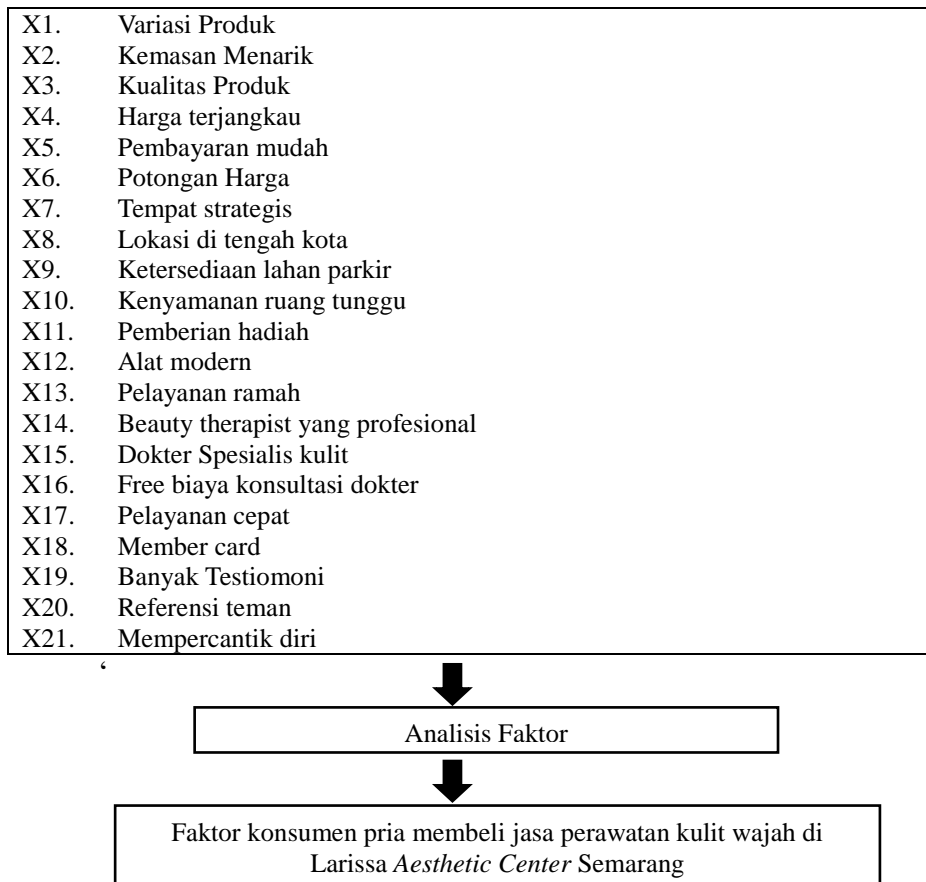 X1. Variasi Produk
X2. Kemasan Menarik
X3. Kualitas Produk
X4. Harga terjangkau
X5. Pembayaran mudah
X6. Potongan Harga
X7. Tempat strategis
X8. Lokasi di tengah kota
X9. Ketersediaan lahan parkir
X10. Kenyamanan ruang tunggu
X11. Pemberian hadiah
X12. Alat modern
X13. Pelayanan ramah
X14. Beauty therapist yang profesional
X15. Dokter Spesialis kulit
X16. Free biaya konsultasi dokter
X17. Pelayanan cepat
X18. Member card
X19. Banyak Testiomoni
X20. Referensi teman
X21. Mempercantik diri
‘
Analisis Faktor
Faktor konsumen pria membeli jasa perawatan kulit wajah di
Larissa Aesthetic Center Semarang